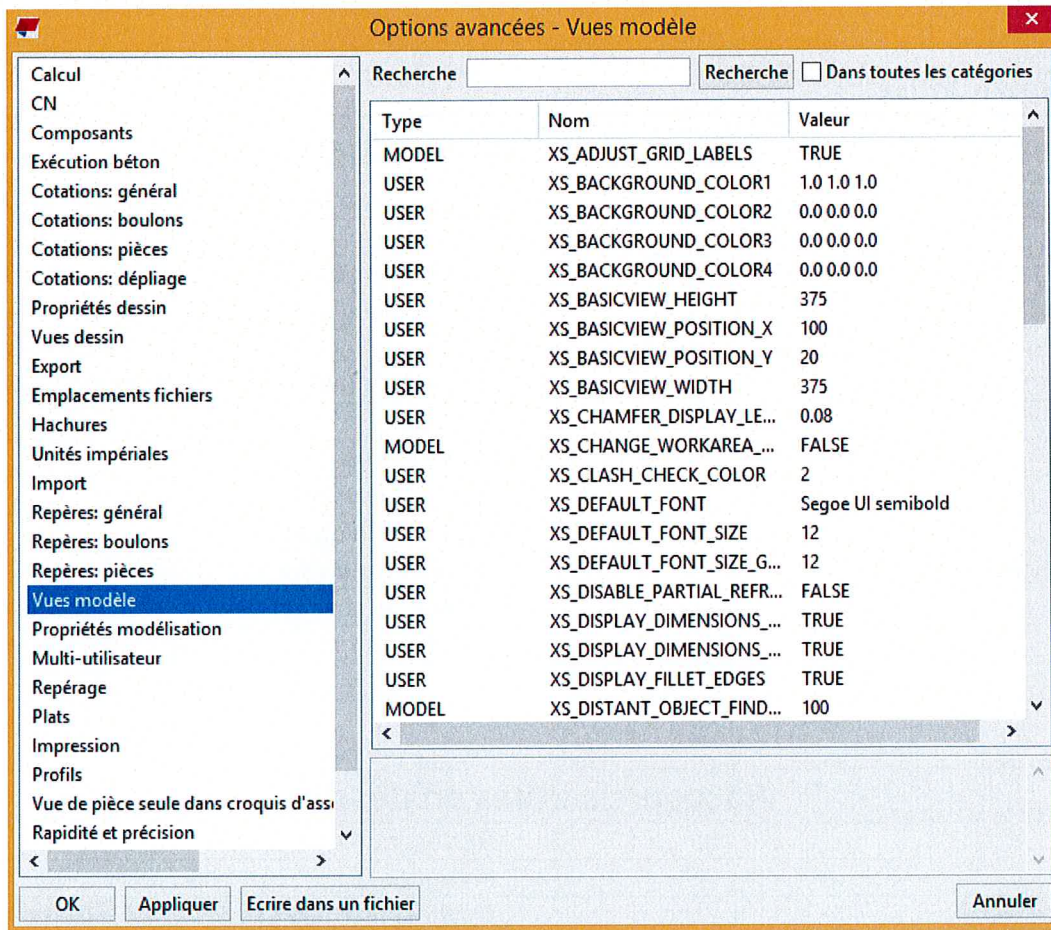 Options avancées - Vues modèle
Calcul
CN
Composants
Exécution béton
Cotations: général
Cotations: boulons
Cotations: pièces
Cotations: dépliage
Propriétés dessin
Vues dessin
Export
Emplacements fichiers
Hachures
Unités impériales
Import
Repères: général
Repères: boulons
Repères: pièces
Vues modèle
Propriétés modélisation
Multi-utilisateur
Repérage
Plats
Impression
Profils
Vue de pièce seule dans croquis d'ass
Rapidité et précision
Recherche Recherche Dans toutes les catégories
Type Nom Valeur
MODEL XS_ADJUST_GRID_LABELS TRUE
USER XS_BACKGROUND_COLOR1 1.0 1.0 1.0
USER XS_BACKGROUND_COLOR2 0.0 0.0 0.0
USER XS_BACKGROUND_COLOR3 0.0 0.0 0.0
USER XS_BACKGROUND_COLOR4 0.0 0.0 0.0
USER XS_BASICVIEW_HEIGHT 375
USER XS_BASICVIEW_POSITION_X 100
USER XS_BASICVIEW_POSITION_Y 20
USER XS_BASICVIEW_WIDTH 375
USER XS_CHAMFER_DISPLAY_LE... 0.08
MODEL XS_CHANGE_WORKAREA_... FALSE
USER XS_CLASH_CHECK_COLOR 2
USER XS_DEFAULT_FONT Segoe UI semibold
USER XS_DEFAULT_FONT_SIZE 12
USER XS_DEFAULT_FONT_SIZE_G... 12
USER XS_DISABLE_PARTIAL_REFR... FALSE
USER XS_DISPLAY_DIMENSIONS_... TRUE
USER XS_DISPLAY_DIMENSIONS_... TRUE
USER XS_DISPLAY_FILLET_EDGES TRUE
MODEL XS_DISTANT_OBJECT_FIND... 100
OK Appliquer Ecrire dans un fichier Annuler